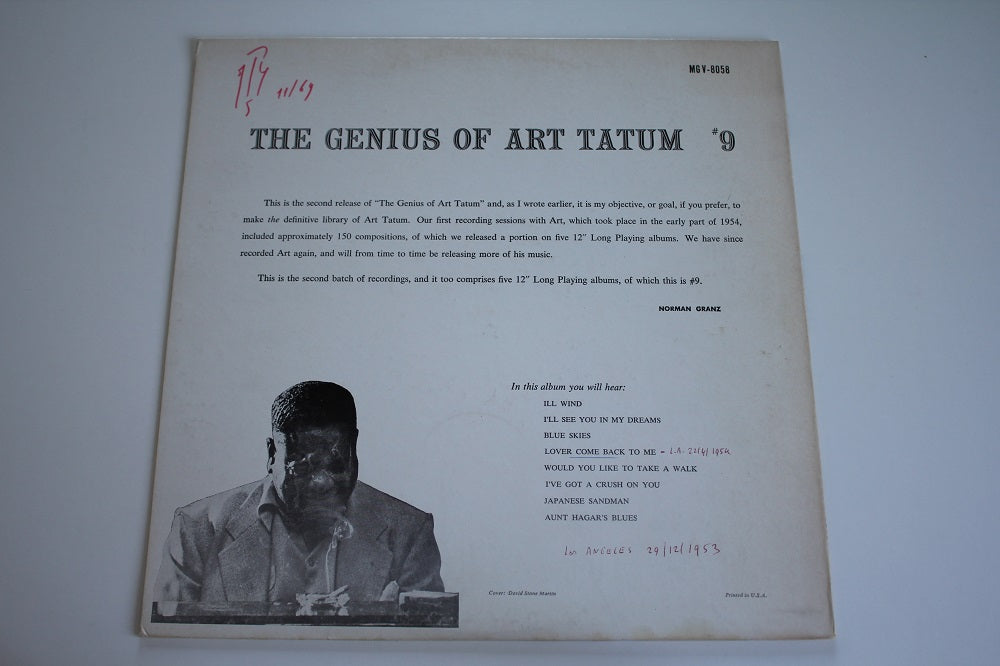 11/69
5
MGV-8058
THE GENIUS OF ART TATUM #9
This is the second release of "The Genius of Art Tatum" and, as I wrote earlier, it is my objective, or goal, if you prefer, to
make the definitive library of Art Tatum. Our first recording sessions with Art, which took place in the early part of 1954,
included approximately 150 compositions, of which we released a portion on five 12" Long Playing albums. We have since
recorded Art again, and will from time to time be releasing more of his music.
This is the second batch of recordings, and it too comprises five 12" Long Playing albums, of which this is #9.
NORMAN GRANZ
In this album you will hear:
ILL WIND
I'LL SEE YOU IN MY DREAMS
BLUE SKIES
LOVER COME BACK TO ME - L.A. 22/4/1954
WOULD YOU LIKE TO TAKE A WALK
I'VE GOT A CRUSH ON YOU
JAPANESE SANDMAN
AUNT HAGAR'S BLUES
Los ANGELES 29/12/1953
Cover: David Stone Martin
Printed in U.S.A.